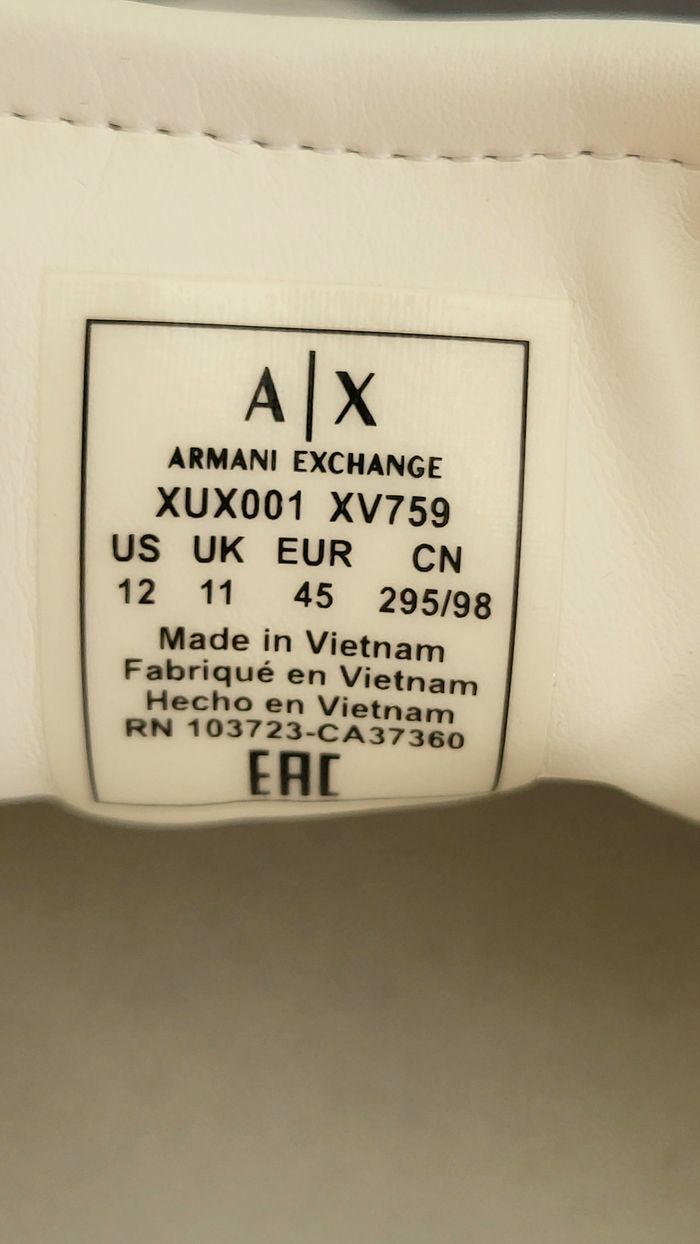 A|X
ARMANI EXCHANGE
XUX001 XV759
US UK EUR CN
12 11 45 295/98
Made in Vietnam
Fabriqué en Vietnam
Hecho en Vietnam
RN 103723-CA37360
EAC